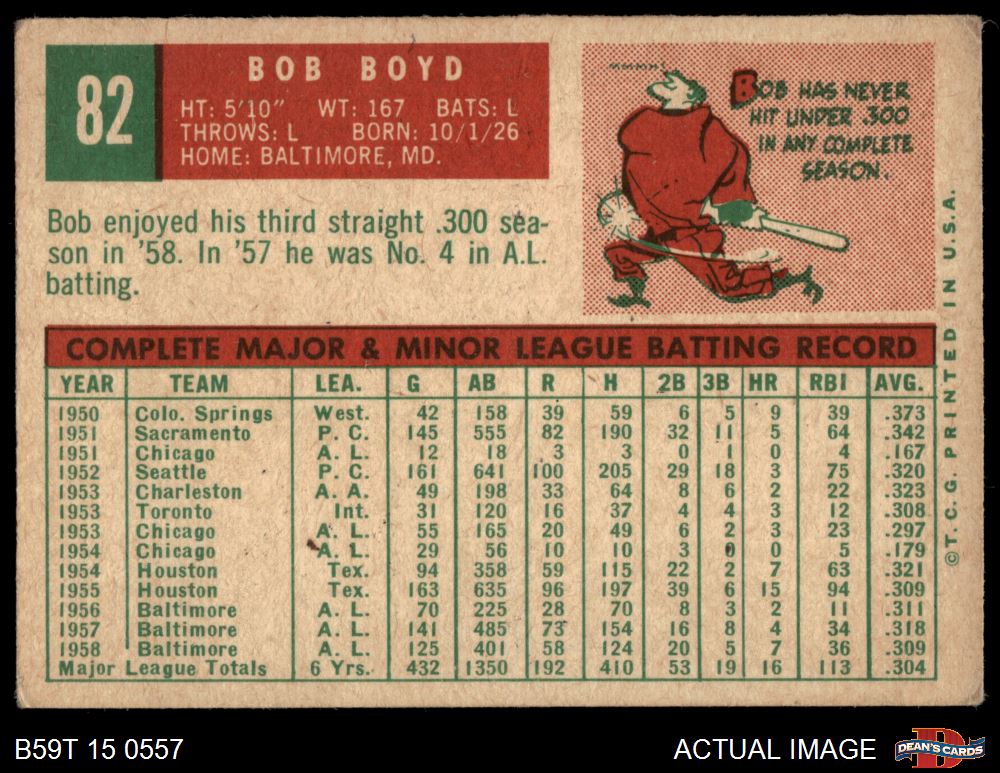 82
BOB BOYD
HT: 5'10" WT: 167 BATS: L
THROWS: L BORN: 10/1/26
HOME: BALTIMORE, MD.
Bob enjoyed his third straight .300 sea-
son in '58. In '57 he was No. 4 in A.L.
batting.
MMMM!
BOB HAS NEVER
HIT UNDER .300
IN ANY COMPLETE
SEASON.
COMPLETE MAJOR & MINOR LEAGUE BATTING RECORD
YEAR TEAM LEA. G AB R H 2B 3B HR RBI AVG.
1950 Colo. Springs West. 42 158 39 59 6 5 9 39 .373
1951 Sacramento P. C. 145 555 82 190 32 11 5 64 .342
1951 Chicago A. L. 12 18 3 3 0 1 0 4 .167
1952 Seattle P. C. 161 641 100 205 29 18 3 75 .320
1953 Charleston A. A. 49 198 33 64 8 6 2 22 .323
1953 Toronto Int. 31 120 16 37 4 4 3 12 .308
1953 Chicago A. L. 55 165 20 49 6 2 3 23 .297
1954 Chicago A. L. 29 56 10 10 3 0 0 5 .179
1954 Houston Tex. 94 358 59 115 22 2 7 63 .321
1955 Houston Tex. 163 635 96 197 39 6 15 94 .309
1956 Baltimore A. L. 70 225 28 70 8 3 2 11 .311
1957 Baltimore A. L. 141 485 73 154 16 8 4 34 .318
1958 Baltimore A. L. 125 401 58 124 20 5 7 36 .309
Major League Totals 6 Yrs. 432 1350 192 410 53 19 16 113 .304
© T. C. G. PRINTED IN U.S.A.
B59T 15 0557
ACTUAL IMAGE
D
DEAN'S CARDS